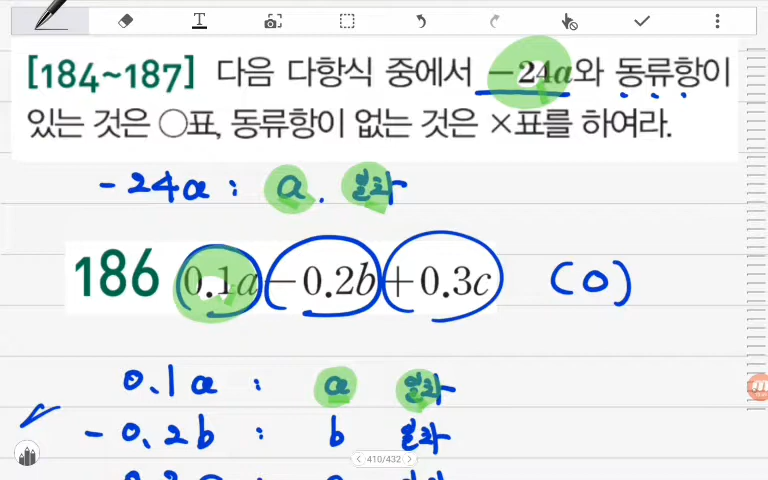 [184~187] 다음 다항식 중에서 -24a와 동류항이
있는 것은 ○표, 동류항이 없는 것은 ×표를 하여라.
-24a : a. 일차
186 0.1a-0.2b+0.3c (O)
0.1a : a 일차
-0.2b : b 일차
410/432